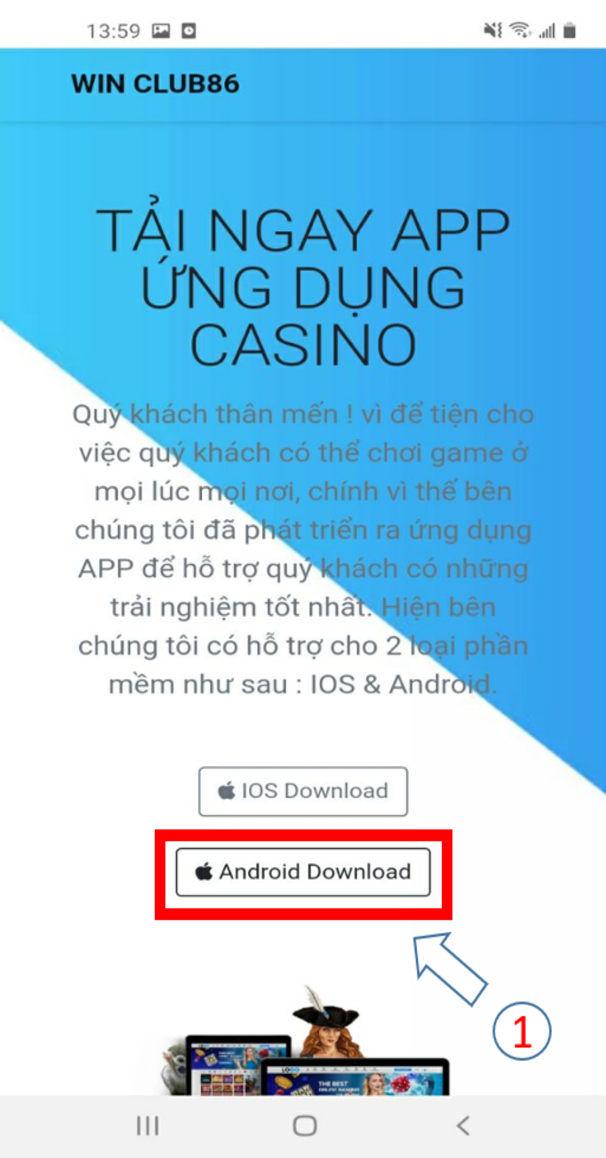 13:59
WIN CLUB86
TẢI NGAY APP
ỨNG DỤNG
CASINO
Quý khách thân mến ! vì để tiện cho
việc quý khách có thể chơi game ở
mọi lúc mọi nơi, chính vì thế bên
chúng tôi đã phát triển ra ứng dụng
APP để hỗ trợ quý khách có những
trải nghiệm tốt nhất. Hiện bên
chúng tôi có hỗ trợ cho 2 loại phần
mềm như sau : IOS & Android.
IOS Download
Android Download
1
LOGO
THE BEST